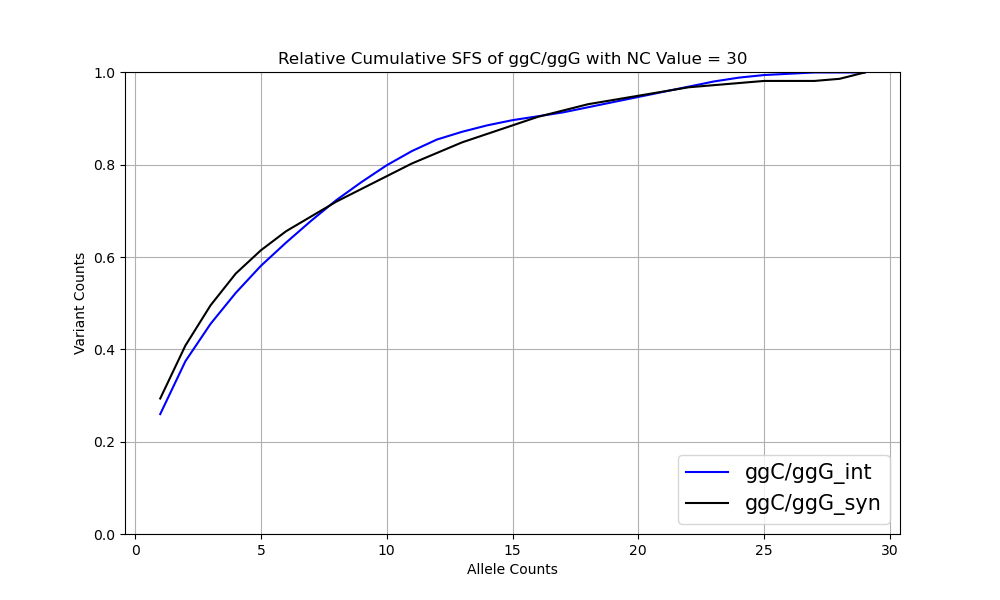 Relative Cumulative SFS of ggC/ggG with NC Value = 30
1.0
0.8
0.6
0.4
0.2
0.0
Variant Counts
0 5 10 15 20 25 30
Allele Counts
ggC/ggG_int
ggC/ggG_syn